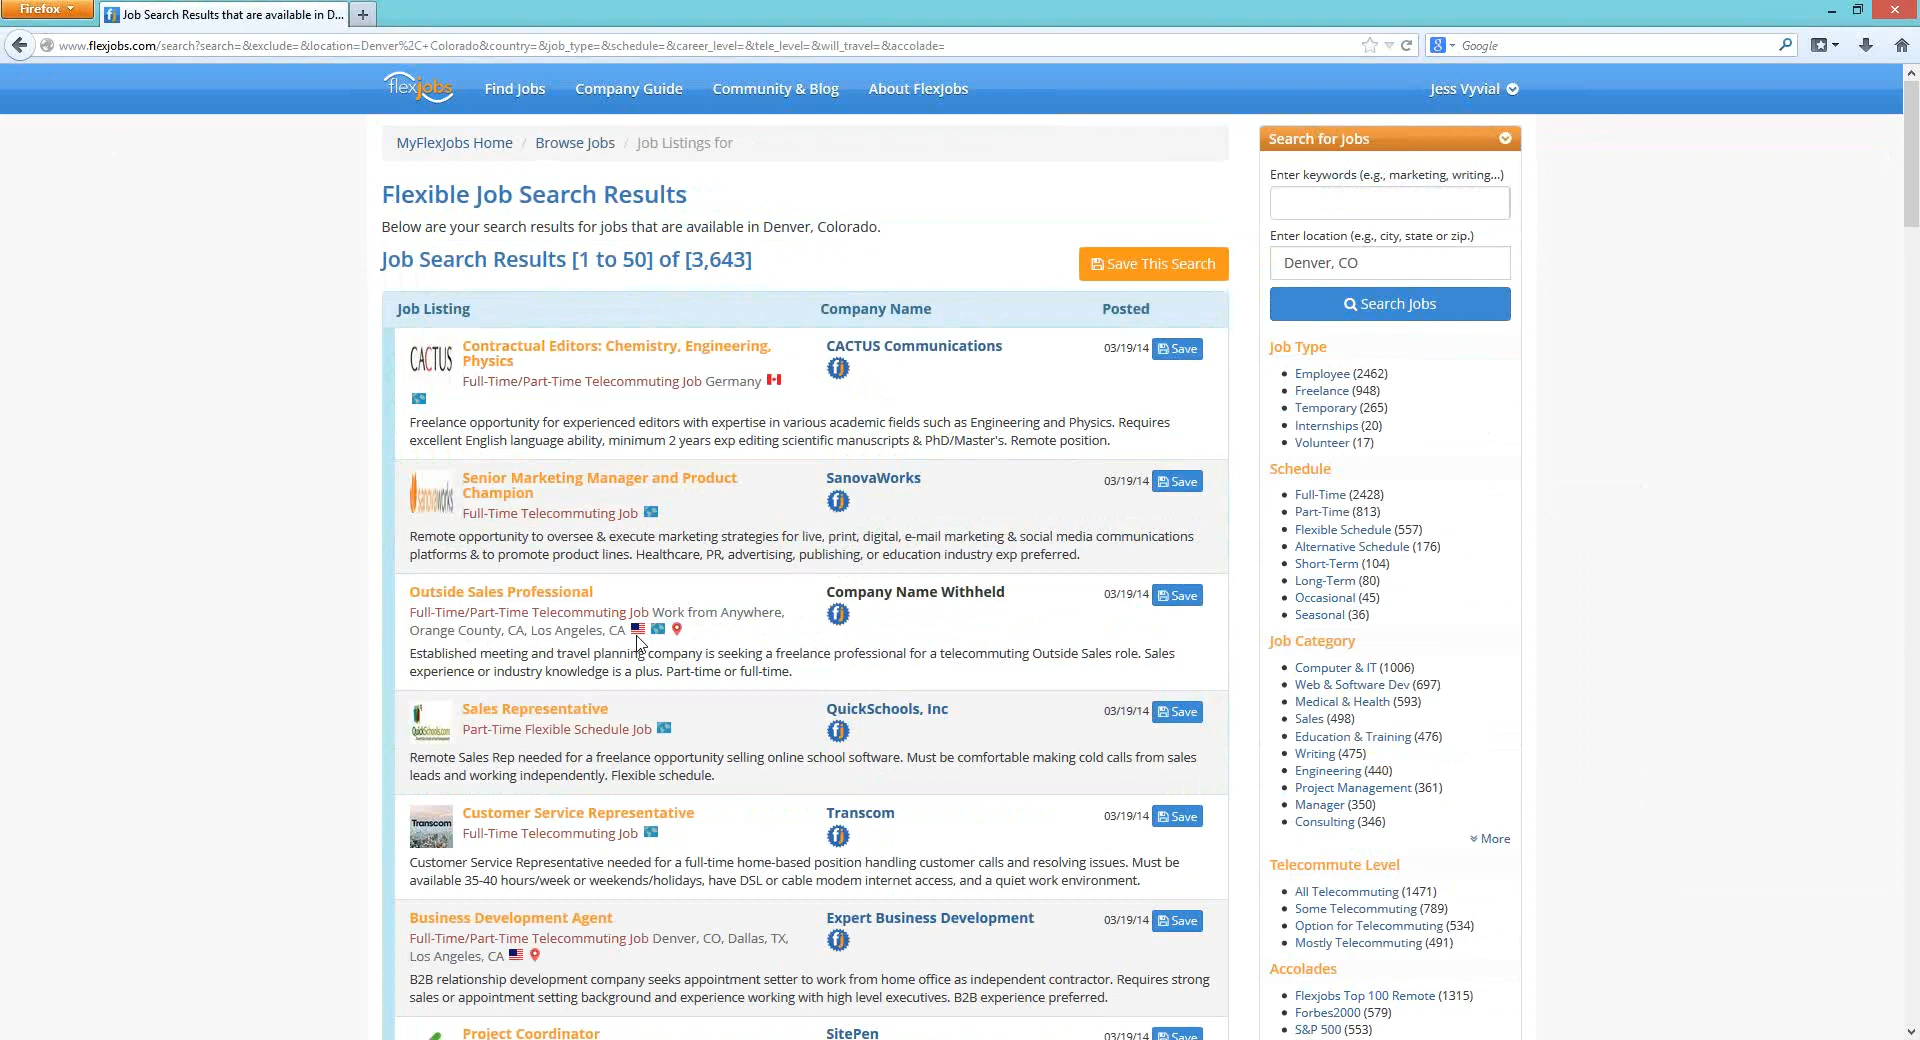 Firefox
Job Search Results that are available in D...
www.flexjobs.com/search?search=&exclude=&location=Denver%2C+Colorado&country=&job_type=&schedule=&career_level=&tele_level=&will_travel=&accolade=
Google
flexjobs
Find Jobs
Company Guide
Community & Blog
About FlexJobs
Jess Vyvial
MyFlexJobs Home / Browse Jobs / Job Listings for
Flexible Job Search Results
Below are your search results for jobs that are available in Denver, Colorado.
Job Search Results [1 to 50] of [3,643]
Save This Search
Job Listing Company Name Posted
CACTUS
Contractual Editors: Chemistry, Engineering,
Physics
CACTUS Communications
03/19/14 Save
Full-Time/Part-Time Telecommuting Job Germany
Freelance opportunity for experienced editors with expertise in various academic fields such as Engineering and Physics. Requires
excellent English language ability, minimum 2 years exp editing scientific manuscripts & PhD/Master's. Remote position.
sanovaworks
Senior Marketing Manager and Product
Champion
SanovaWorks
03/19/14 Save
Full-Time Telecommuting Job
Remote opportunity to oversee & execute marketing strategies for live, print, digital, e-mail marketing & social media communications
platforms & to promote product lines. Healthcare, PR, advertising, publishing, or education industry exp preferred.
Outside Sales Professional
Company Name Withheld
03/19/14 Save
Full-Time/Part-Time Telecommuting Job Work from Anywhere,
Orange County, CA, Los Angeles, CA
Established meeting and travel planning company is seeking a freelance professional for a telecommuting Outside Sales role. Sales
experience or industry knowledge is a plus. Part-time or full-time.
QuickSchools.com
Sales Representative
QuickSchools, Inc
03/19/14 Save
Part-Time Flexible Schedule Job
Remote Sales Rep needed for a freelance opportunity selling online school software. Must be comfortable making cold calls from sales
leads and working independently. Flexible schedule.
Transcom
Customer Service Representative
Transcom
03/19/14 Save
Full-Time Telecommuting Job
Customer Service Representative needed for a full-time home-based position handling customer calls and resolving issues. Must be
available 35-40 hours/week or weekends/holidays, have DSL or cable modem internet access, and a quiet work environment.
Business Development Agent
Expert Business Development
03/19/14 Save
Full-Time/Part-Time Telecommuting Job Denver, CO, Dallas, TX,
Los Angeles, CA
B2B relationship development company seeks appointment setter to work from home office as independent contractor. Requires strong
sales or appointment setting background and experience working with high level executives. B2B experience preferred.
Project Coordinator
SitePen
03/19/14 Save
Search for Jobs
Enter keywords (e.g., marketing, writing...)
Enter location (e.g., city, state or zip.)
Denver, CO
Search Jobs
Job Type
Employee (2462)
Freelance (948)
Temporary (265)
Internships (20)
Volunteer (17)
Schedule
Full-Time (2428)
Part-Time (813)
Flexible Schedule (557)
Alternative Schedule (176)
Short-Term (104)
Long-Term (80)
Occasional (45)
Seasonal (36)
Job Category
Computer & IT (1006)
Web & Software Dev (697)
Medical & Health (593)
Sales (498)
Education & Training (476)
Writing (475)
Engineering (440)
Project Management (361)
Manager (350)
Consulting (346)
More
Telecommute Level
All Telecommuting (1471)
Some Telecommuting (789)
Option for Telecommuting (534)
Mostly Telecommuting (491)
Accolades
Flexjobs Top 100 Remote (1315)
Forbes2000 (579)
S&P 500 (553)